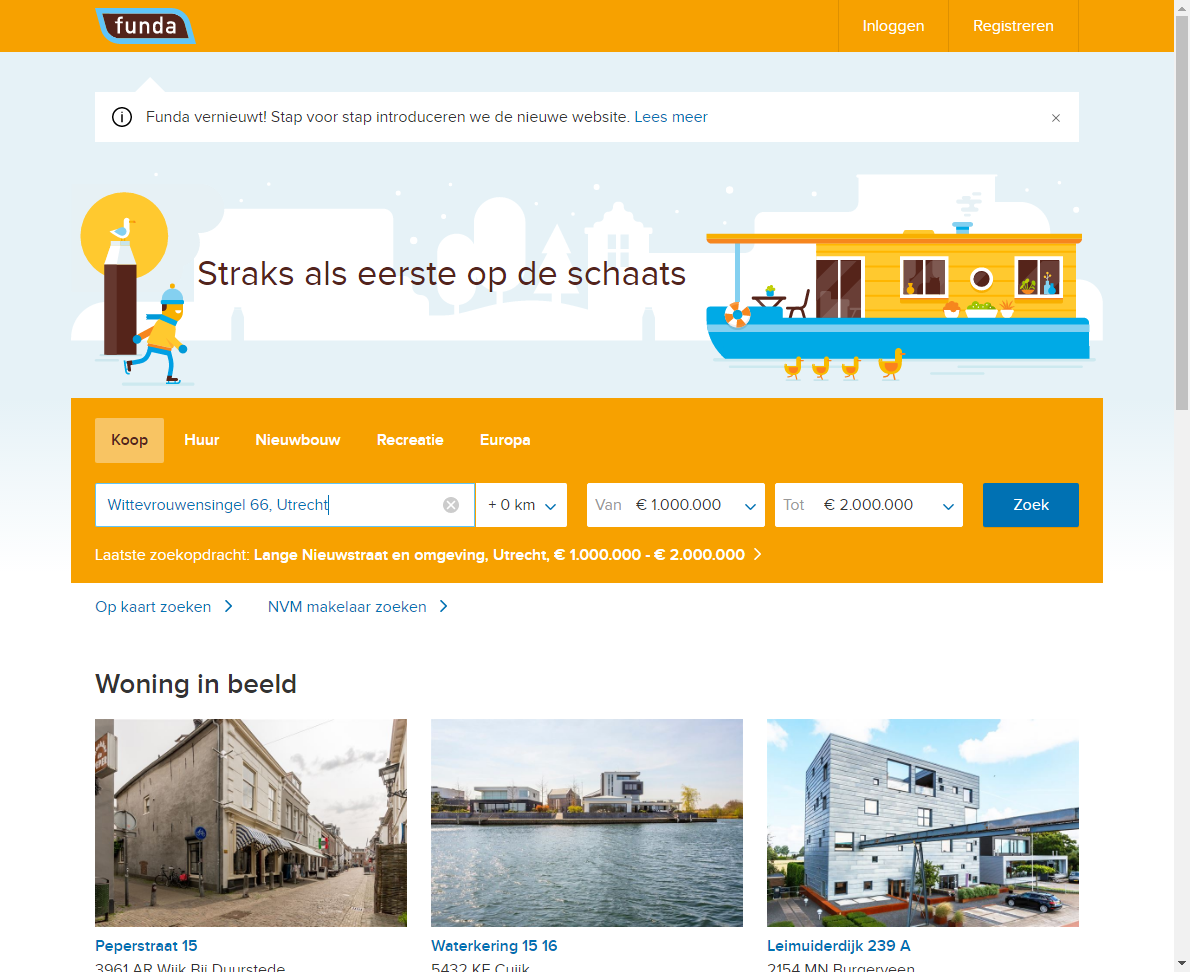 funda
Inloggen Registreren
Funda vernieuwt! Stap voor stap introduceren we de nieuwe website. Lees meer
Straks als eerste op de schaats
Koop Huur Nieuwbouw Recreatie Europa
Wittevrouwensingel 66, Utrecht + 0 km Van € 1.000.000 Tot € 2.000.000 Zoek
Laatste zoekopdracht: Lange Nieuwstraat en omgeving, Utrecht, € 1.000.000 - € 2.000.000
Op kaart zoeken NVM makelaar zoeken
Woning in beeld
Peperstraat 15 Waterkering 15 16 Leimuiderdijk 239 A
3961 AR Wijk Bij Duurstede 5432 KE Cuijk 2154 MN Burgerveen